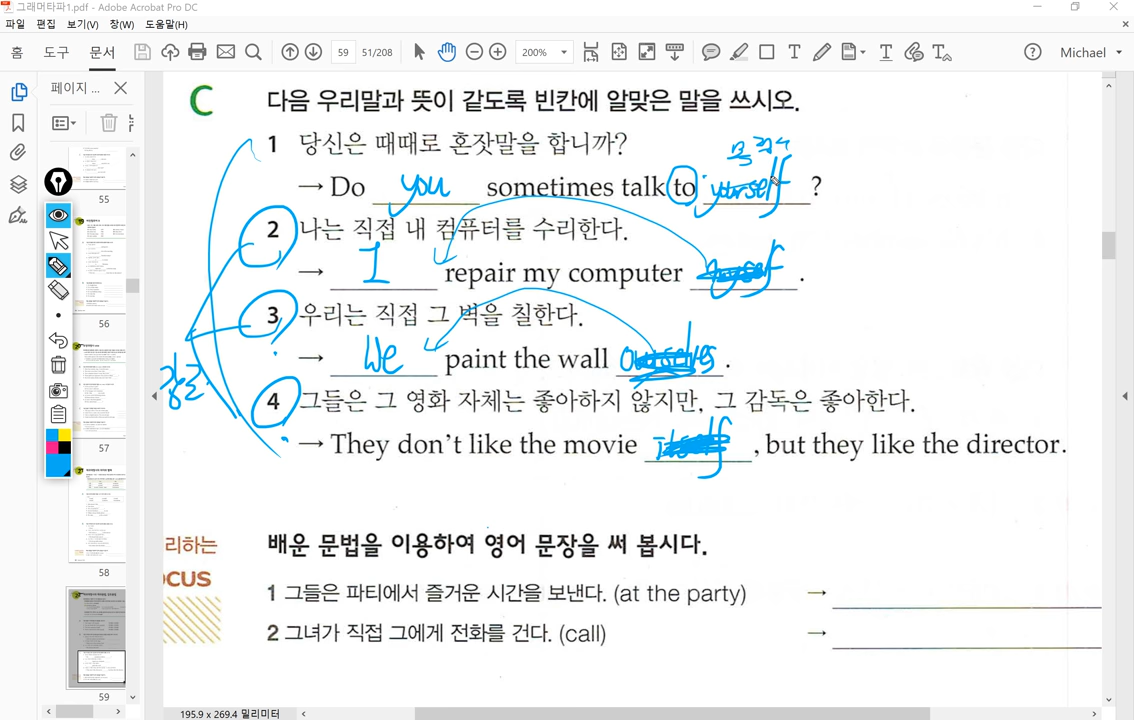 그래머타파1.pdf - Adobe Acrobat Pro DC
파일 편집 보기(V) 창(W) 도움말(H)
홈 도구 문서 59 51/208 200% Michael
페이지 ...
55
56
57
58
59
C 다음 우리말과 뜻이 같도록 빈칸에 알맞은 말을 쓰시오.
1 당신은 때때로 혼잣말을 합니까?
→ Do you sometimes talk to yourself ?
2 나는 직접 내 컴퓨터를 수리한다.
→ I repair my computer myself .
3 우리는 직접 그 벽을 칠한다.
→ We paint the wall ourselves .
4 그들은 그 영화 자체는 좋아하지 않지만, 그 감독은 좋아한다.
→ They don't like the movie itself , but they like the director.
리하는 배운 문법을 이용하여 영어 문장을 써 봅시다.
OCUS
1 그들은 파티에서 즐거운 시간을 보낸다. (at the party) →
2 그녀가 직접 그에게 전화를 건다. (call) →
195.9 x 269.4 밀리미터